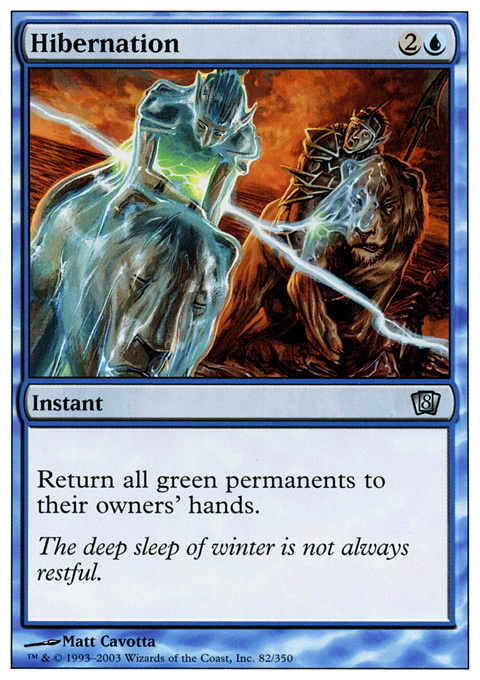 Hibernation 2
Instant 8
Return all green permanents to
their owners' hands.
The deep sleep of winter is not always
restful.
Matt Cavotta
™ & © 1993–2003 Wizards of the Coast, Inc. 82/350